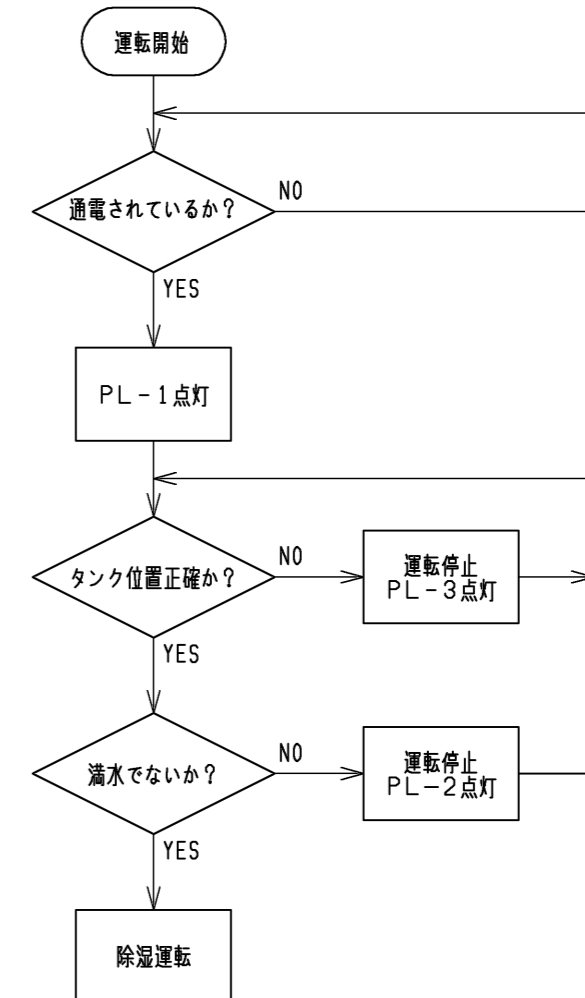 運転開始
通電されているか？
NO
YES
PL-1点灯
タンク位置正確か？
NO
運転停止
PL-3点灯
YES
満水でないか？
NO
運転停止
PL-2点灯
YES
除湿運転